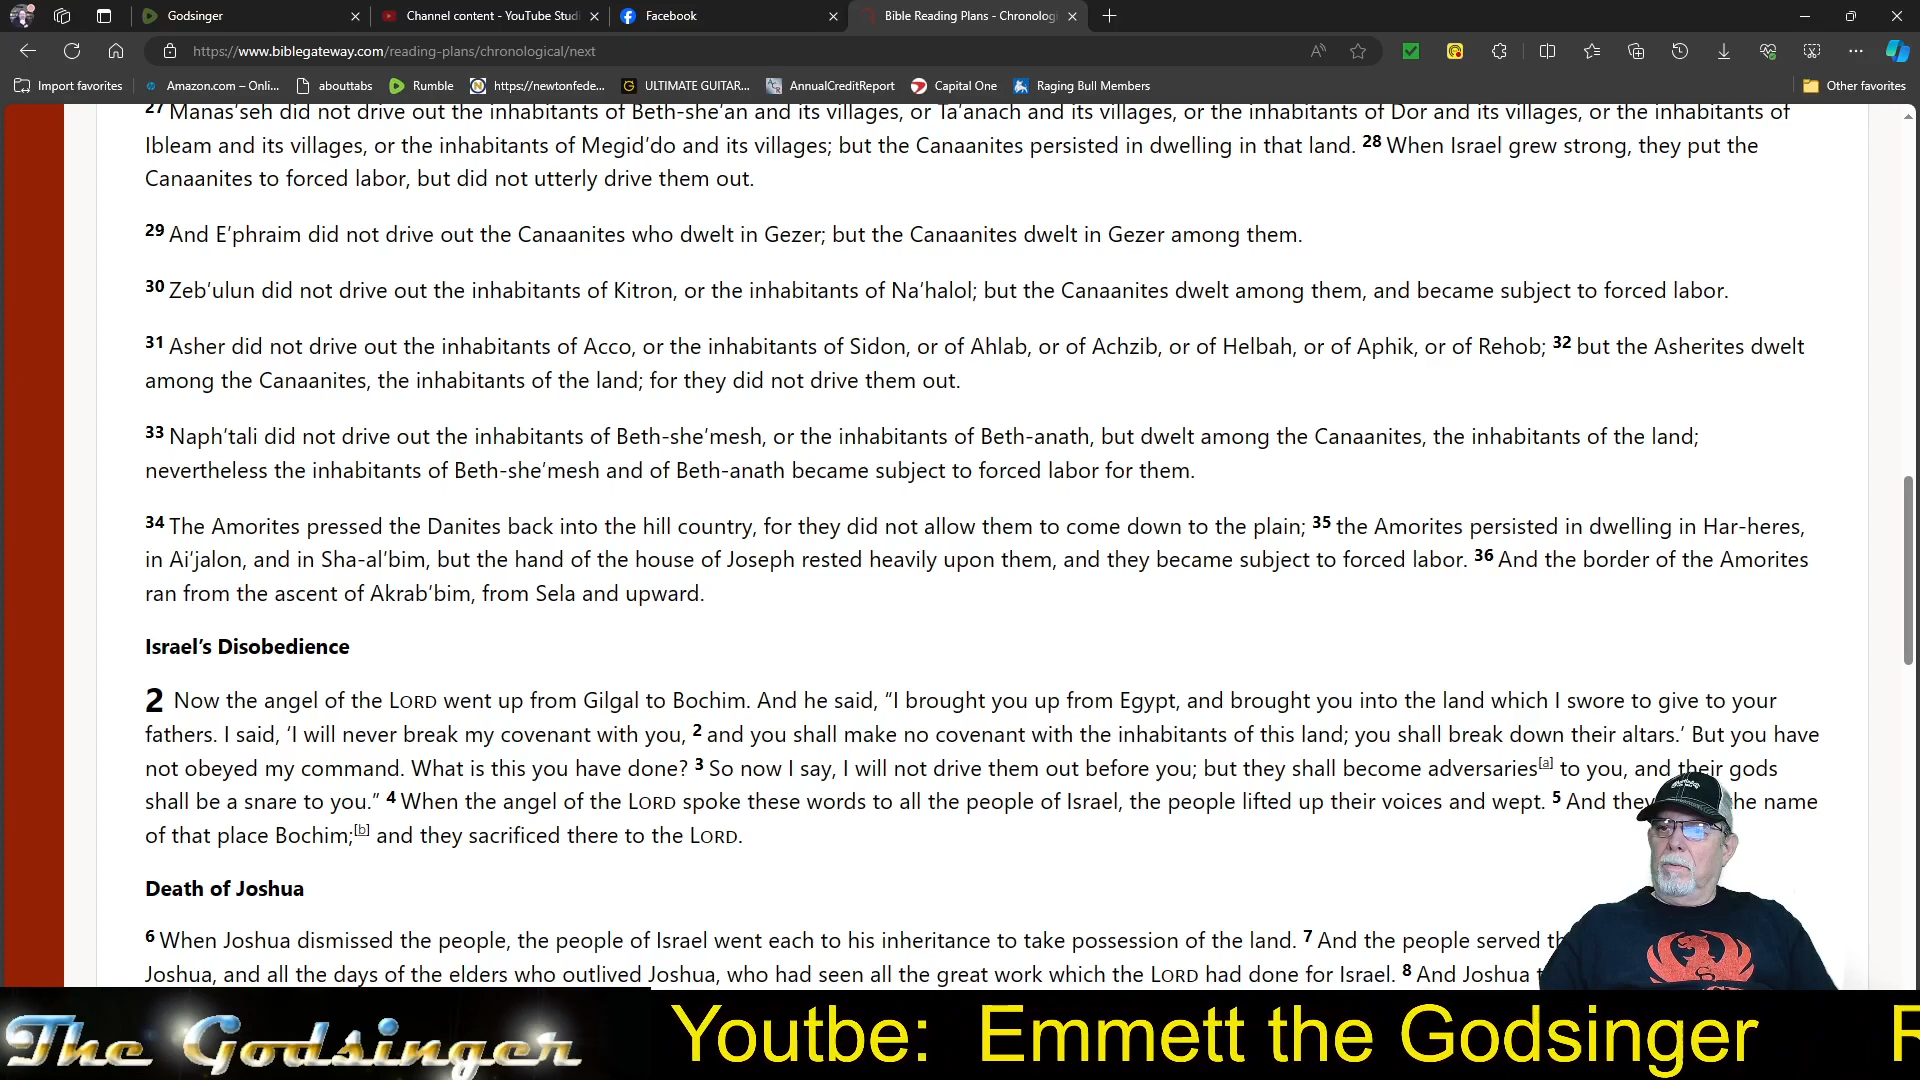 Godsinger
Channel content - YouTube Studi
Facebook
Bible Reading Plans - Chronologi
https://www.biblegateway.com/reading-plans/chronological/next
Import favorites
Amazon.com – Onli...
abouttabs
Rumble
https://newtonfede...
ULTIMATE GUITAR...
AnnualCreditReport
Capital One
Raging Bull Members
Other favorites
27 Manas′seh did not drive out the inhabitants of Beth-she′an and its villages, or Ta′anach and its villages, or the inhabitants of Dor and its villages, or the inhabitants of
Ibleam and its villages, or the inhabitants of Megid′do and its villages; but the Canaanites persisted in dwelling in that land. 28 When Israel grew strong, they put the
Canaanites to forced labor, but did not utterly drive them out.
29 And E′phraim did not drive out the Canaanites who dwelt in Gezer; but the Canaanites dwelt in Gezer among them.
30 Zeb′ulun did not drive out the inhabitants of Kitron, or the inhabitants of Na′halol; but the Canaanites dwelt among them, and became subject to forced labor.
31 Asher did not drive out the inhabitants of Acco, or the inhabitants of Sidon, or of Ahlab, or of Achzib, or of Helbah, or of Aphik, or of Rehob; 32 but the Asherites dwelt
among the Canaanites, the inhabitants of the land; for they did not drive them out.
33 Naph′tali did not drive out the inhabitants of Beth-she′mesh, or the inhabitants of Beth-anath, but dwelt among the Canaanites, the inhabitants of the land;
nevertheless the inhabitants of Beth-she′mesh and of Beth-anath became subject to forced labor for them.
34 The Amorites pressed the Danites back into the hill country, for they did not allow them to come down to the plain; 35 the Amorites persisted in dwelling in Har-heres,
in Ai′jalon, and in Sha-al′bim, but the hand of the house of Joseph rested heavily upon them, and they became subject to forced labor. 36 And the border of the Amorites
ran from the ascent of Akrab′bim, from Sela and upward.
Israel’s Disobedience
2 Now the angel of the LORD went up from Gilgal to Bochim. And he said, “I brought you up from Egypt, and brought you into the land which I swore to give to your
fathers. I said, ‘I will never break my covenant with you, 2 and you shall make no covenant with the inhabitants of this land; you shall break down their altars.’ But you have
not obeyed my command. What is this you have done? 3 So now I say, I will not drive them out before you; but they shall become adversaries[a] to you, and their gods
shall be a snare to you.” 4 When the angel of the LORD spoke these words to all the people of Israel, the people lifted up their voices and wept. 5 And they he name
of that place Bochim;[b] and they sacrificed there to the LORD.
Death of Joshua
6 When Joshua dismissed the people, the people of Israel went each to his inheritance to take possession of the land. 7 And the people served th
Joshua, and all the days of the elders who outlived Joshua, who had seen all the great work which the LORD had done for Israel. 8 And Joshua
The Godsinger
Youtbe: Emmett the Godsinger R